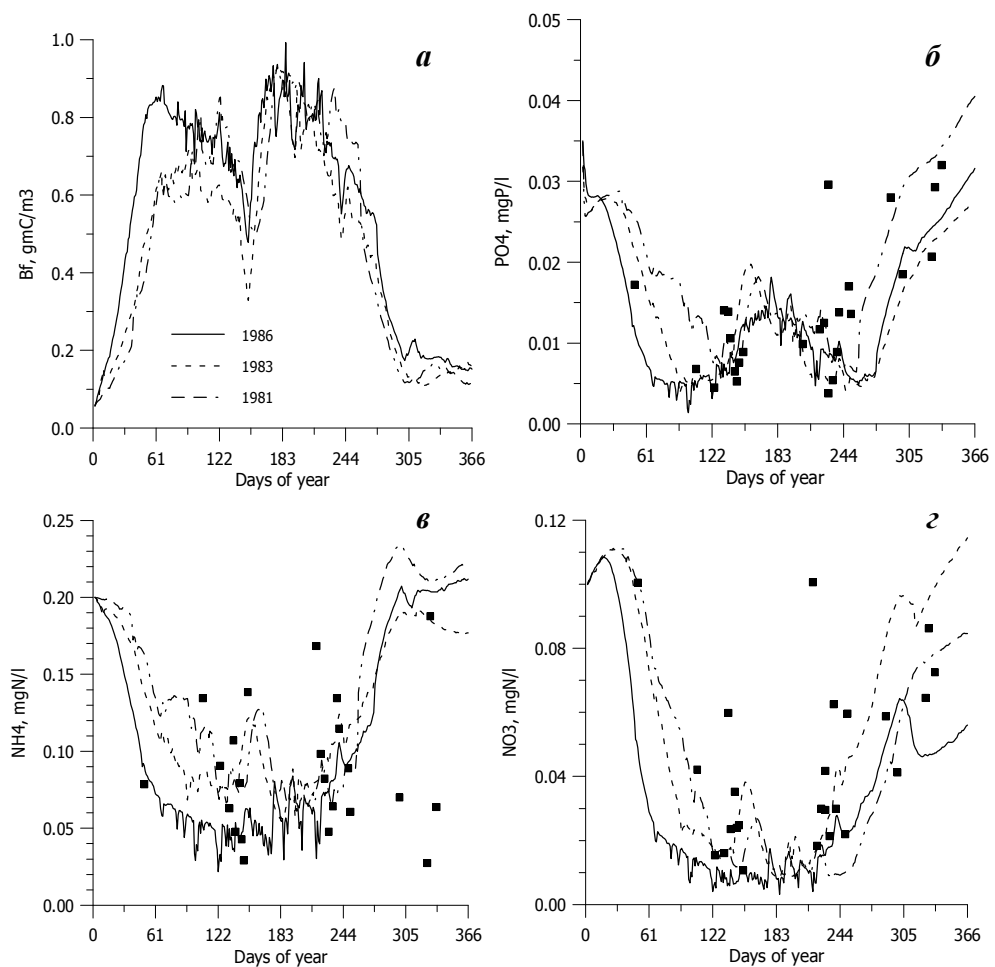 а
1.0
0.8
0.6
0.4
0.2
0.0
Bf, gmC/m3
1986
1983
1981
0 61 122 183 244 305 366
Days of year
б
0.05
0.04
0.03
0.02
0.01
0.00
PO4, mgP/l
0 61 122 183 244 305 366
Days of year
в
0.25
0.20
0.15
0.10
0.05
0.00
NH4, mgN/l
0 61 122 183 244 305 366
Days of year
г
0.12
0.08
0.04
0.00
NO3, mgN/l
0 61 122 183 244 305 366
Days of year